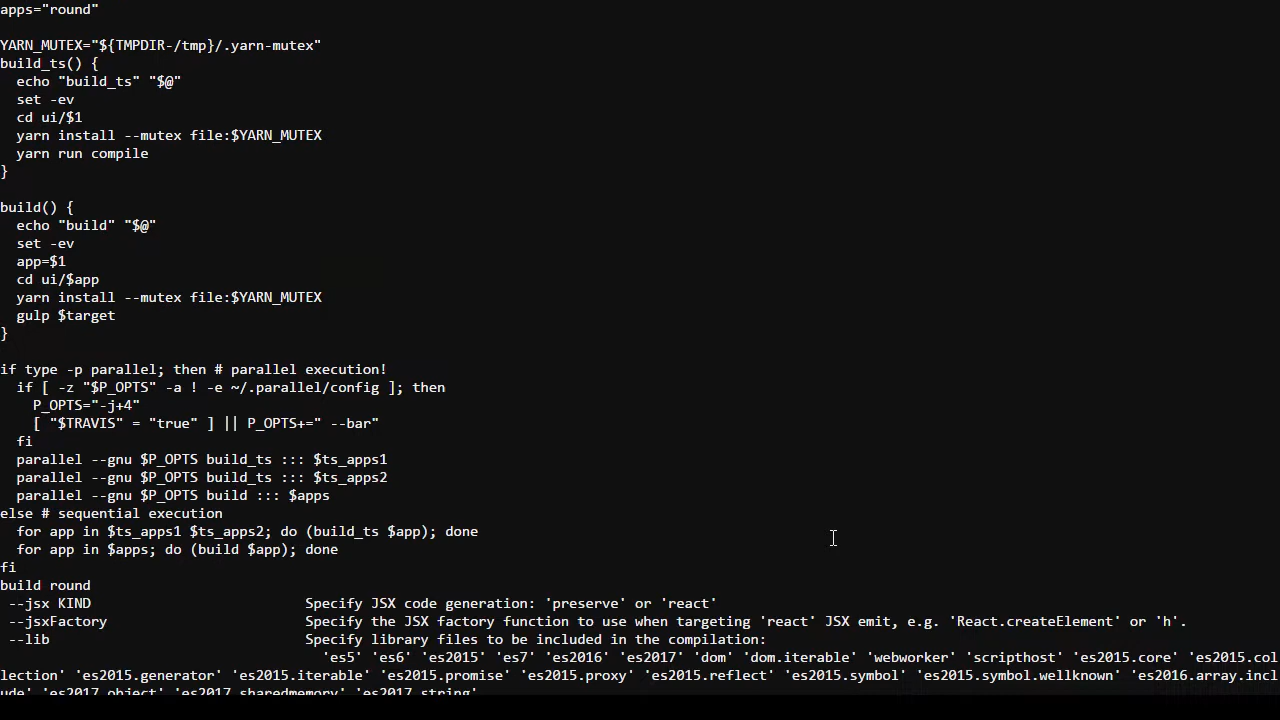 apps="round"
YARN_MUTEX="${TMPDIR-/tmp}/.yarn-mutex"
build_ts() {
  echo "build_ts" "$@"
  set -ev
  cd ui/$1
  yarn install --mutex file:$YARN_MUTEX
  yarn run compile
}
build() {
  echo "build" "$@"
  set -ev
  app=$1
  cd ui/$app
  yarn install --mutex file:$YARN_MUTEX
  gulp $target
}
if type -p parallel; then # parallel execution!
  if [ -z "$P_OPTS" -a ! -e ~/.parallel/config ]; then
    P_OPTS="-j+4"
    [ "$TRAVIS" = "true" ] || P_OPTS+=" --bar"
  fi
  parallel --gnu $P_OPTS build_ts ::: $ts_apps1
  parallel --gnu $P_OPTS build_ts ::: $ts_apps2
  parallel --gnu $P_OPTS build ::: $apps
else # sequential execution
  for app in $ts_apps1 $ts_apps2; do (build_ts $app); done
  for app in $apps; do (build $app); done
fi
build round
 --jsx KIND                          Specify JSX code generation: 'preserve' or 'react'
 --jsxFactory                        Specify the JSX factory function to use when targeting 'react' JSX emit, e.g. 'React.createElement' or 'h'.
 --lib                               Specify library files to be included in the compilation:
                                       'es5' 'es6' 'es2015' 'es7' 'es2016' 'es2017' 'dom' 'dom.iterable' 'webworker' 'scripthost' 'es2015.core' 'es2015.col
lection' 'es2015.generator' 'es2015.iterable' 'es2015.promise' 'es2015.proxy' 'es2015.reflect' 'es2015.symbol' 'es2015.symbol.wellknown' 'es2016.array.incl
ude' 'es2017.object' 'es2017.sharedmemory' 'es2017.string'